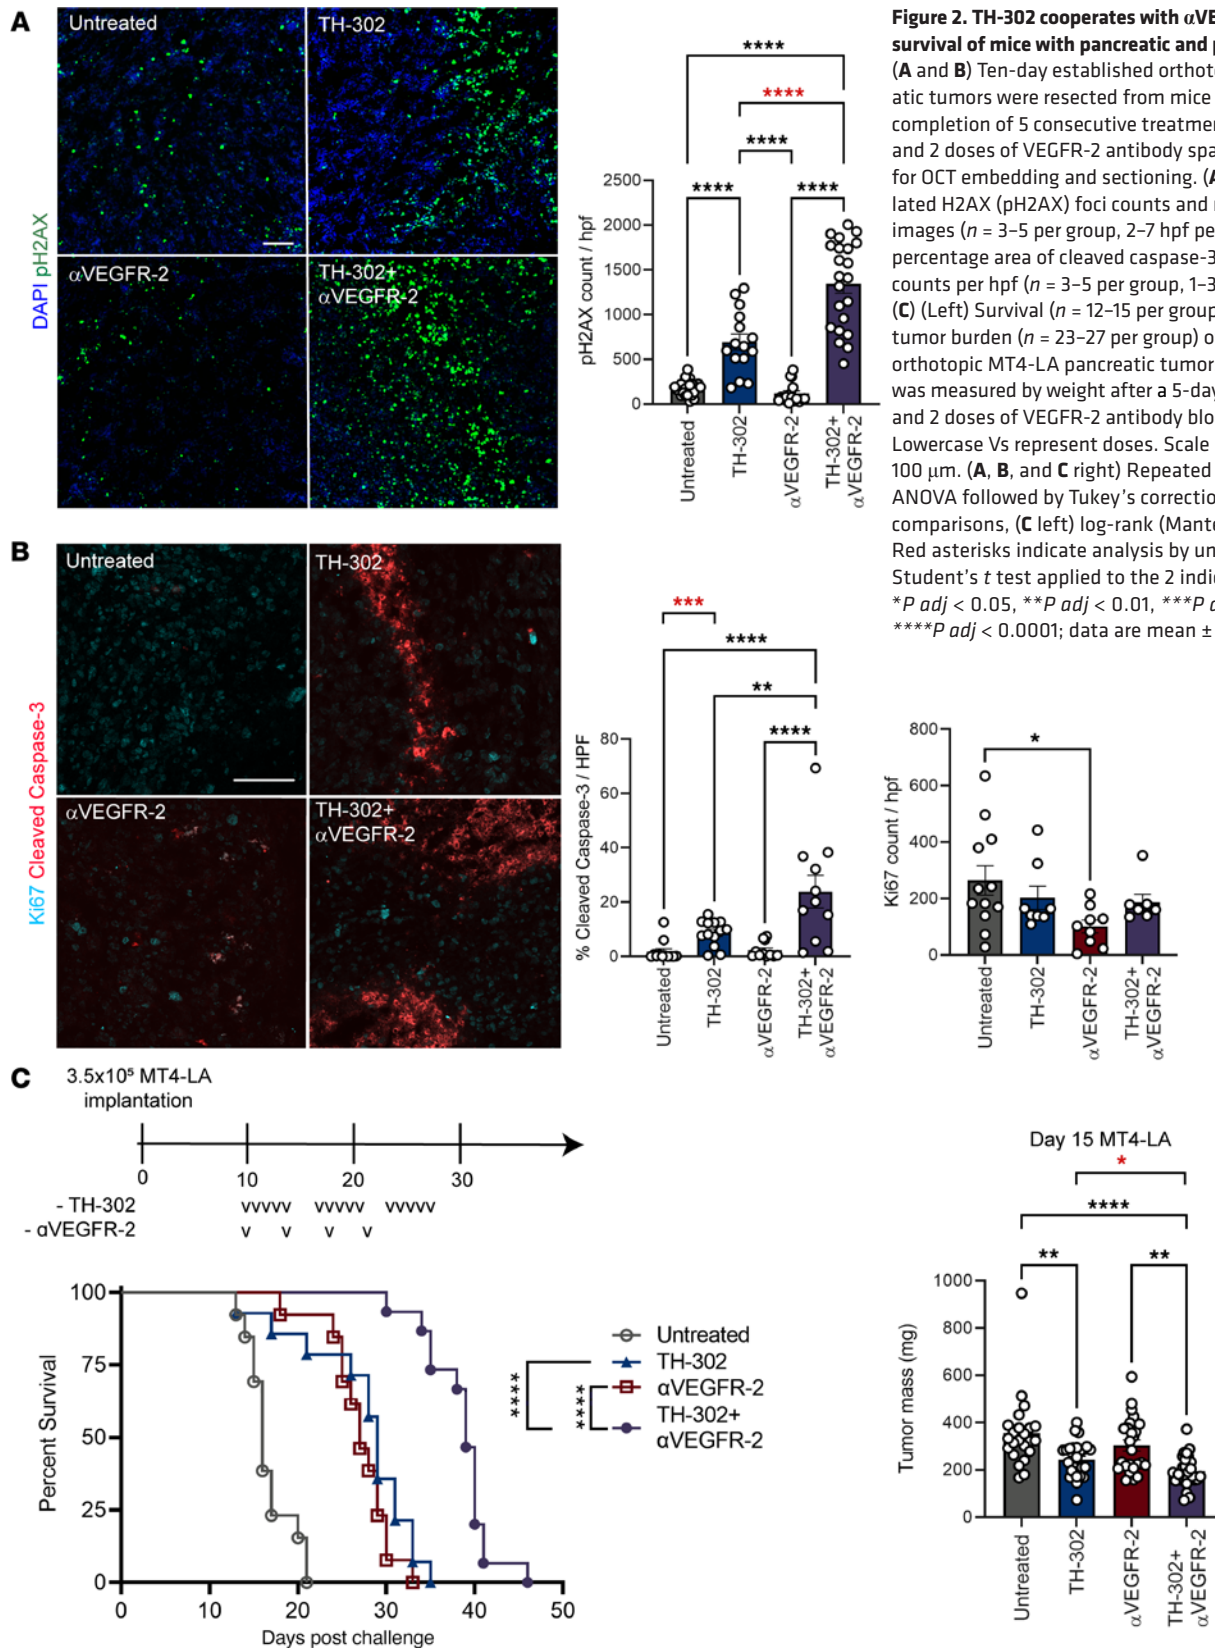 A
Untreated
TH-302
αVEGFR-2
TH-302+
αVEGFR-2
DAPI pH2AX
****
****
****
****
****
pH2AX count / hpf
2500
2000
1500
1000
500
0
Untreated
TH-302
αVEGFR-2
TH-302+
αVEGFR-2
Figure 2. TH-302 cooperates with αVE
survival of mice with pancreatic and p
(A and B) Ten-day established orthoto
atic tumors were resected from mice
completion of 5 consecutive treatmen
and 2 doses of VEGFR-2 antibody spa
for OCT embedding and sectioning. (A
lated H2AX (pH2AX) foci counts and r
images (n = 3–5 per group, 2–7 hpf pe
percentage area of cleaved caspase-3
counts per hpf (n = 3–5 per group, 1–3
(C) (Left) Survival (n = 12–15 per group
tumor burden (n = 23–27 per group) o
orthotopic MT4-LA pancreatic tumor
was measured by weight after a 5-day
and 2 doses of VEGFR-2 antibody blo
Lowercase Vs represent doses. Scale
100 μm. (A, B, and C right) Repeated
ANOVA followed by Tukey's correction
comparisons, (C left) log-rank (Mante
Red asterisks indicate analysis by un
Student's t test applied to the 2 indic
*P adj < 0.05, **P adj < 0.01, ***P a
****P adj < 0.0001; data are mean ±
B
Untreated
TH-302
αVEGFR-2
TH-302+
αVEGFR-2
Ki67 Cleaved Caspase-3
***
****
**
****
% Cleaved Caspase-3 / HPF
80
60
40
20
0
Untreated
TH-302
αVEGFR-2
TH-302+
αVEGFR-2
*
Ki67 count / hpf
800
600
400
200
0
Untreated
TH-302
αVEGFR-2
TH-302+
αVEGFR-2
C
3.5x10⁵ MT4-LA
implantation
0 10 20 30
- TH-302 vvvvv vvvvv vvvvv
- αVEGFR-2 v v v v
Percent Survival
100
75
50
25
0
0 10 20 30 40 50
Days post challenge
Untreated
TH-302
αVEGFR-2
TH-302+
αVEGFR-2
****
****
Day 15 MT4-LA
*
****
** **
Tumor mass (mg)
1000
800
600
400
200
0
Untreated
TH-302
αVEGFR-2
TH-302+
αVEGFR-2